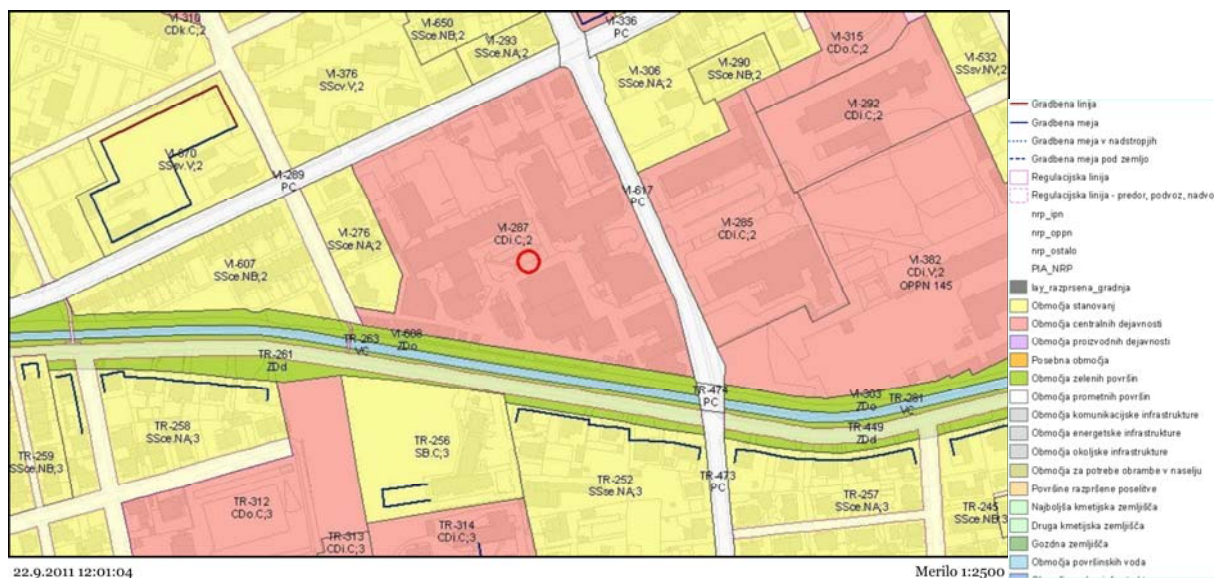 VI-310
CDk.C;2
VI-650
SSce.NB;2
VI-293
SSce.NA;2
VI-336
PC
VI-315
CDo.C;2
VI-532
SSsv.NV;2
VI-376
SScv.V;2
VI-306
SSce.NA;2
VI-290
SSce.NB;2
VI-292
CDi.C;2
VI-670
SScv.V;2
VI-289
PC
VI-617
PC
VI-287
CDi.C;2
VI-285
CDi.C;2
VI-276
SSce.NA;2
VI-607
SSce.NB;2
VI-382
CDi.V;2
OPPN 145
TR-263
VC
VI-608
ZDo
TR-261
ZDd
TR-474
PC
VI-303
ZDo
TR-281
VC
TR-449
ZDd
TR-258
SSce.NA;3
TR-256
SB.C;3
TR-259
SSce.NB;3
TR-252
SSse.NA;3
TR-473
PC
TR-257
SSce.NA;3
TR-245
SSce.NB;3
TR-312
CDo.C;3
TR-313
CDi.C;3
TR-314
CDi.C;3
Gradbena linija
Gradbena meja
Gradbena meja v nadstropjih
Gradbena meja pod zemljo
Regulacijska linija
Regulacijska linija - predor, podvoz, nadvo
nrp_ipn
nrp_oppn
nrp_ostalo
PIA_NRP
lay_razprsena_gradnja
Območja stanovanj
Območja centralnih dejavnosti
Območja proizvodnih dejavnosti
Posebna območja
Območja zelenih površin
Območja prometnih površin
Območja komunikacijske infrastrukture
Območja energetske infrastrukture
Območja okoljske infrastrukture
Območja za potrebe obrambe v naselju
Površine razpršene poselitve
Najboljša kmetijska zemljišča
Druga kmetijska zemljišča
Gozdna zemljišča
Območja površinskih voda
22.9.2011 12:01:04
Merilo 1:2500